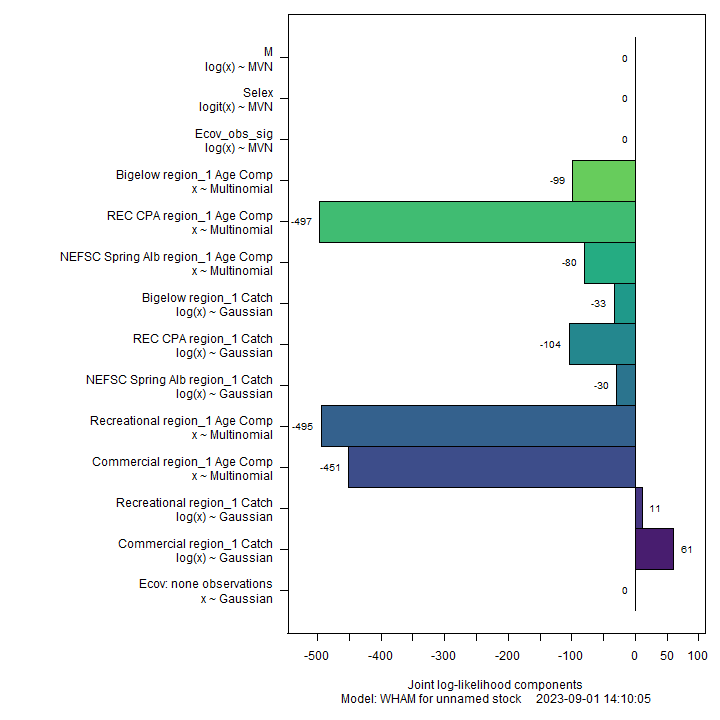 M
log(x) ~ MVN
0
Selex
logit(x) ~ MVN
0
Ecov_obs_sig
log(x) ~ MVN
0
Bigelow region_1 Age Comp
x ~ Multinomial
-99
REC CPA region_1 Age Comp
x ~ Multinomial
-497
NEFSC Spring Alb region_1 Age Comp
x ~ Multinomial
-80
Bigelow region_1 Catch
log(x) ~ Gaussian
-33
REC CPA region_1 Catch
log(x) ~ Gaussian
-104
NEFSC Spring Alb region_1 Catch
log(x) ~ Gaussian
-30
Recreational region_1 Age Comp
x ~ Multinomial
-495
Commercial region_1 Age Comp
x ~ Multinomial
-451
Recreational region_1 Catch
log(x) ~ Gaussian
11
Commercial region_1 Catch
log(x) ~ Gaussian
61
Ecov: none observations
x ~ Gaussian
0
-500 -400 -300 -200 -100 0 50 100
Joint log-likelihood components
Model: WHAM for unnamed stock 2023-09-01 14:10:05